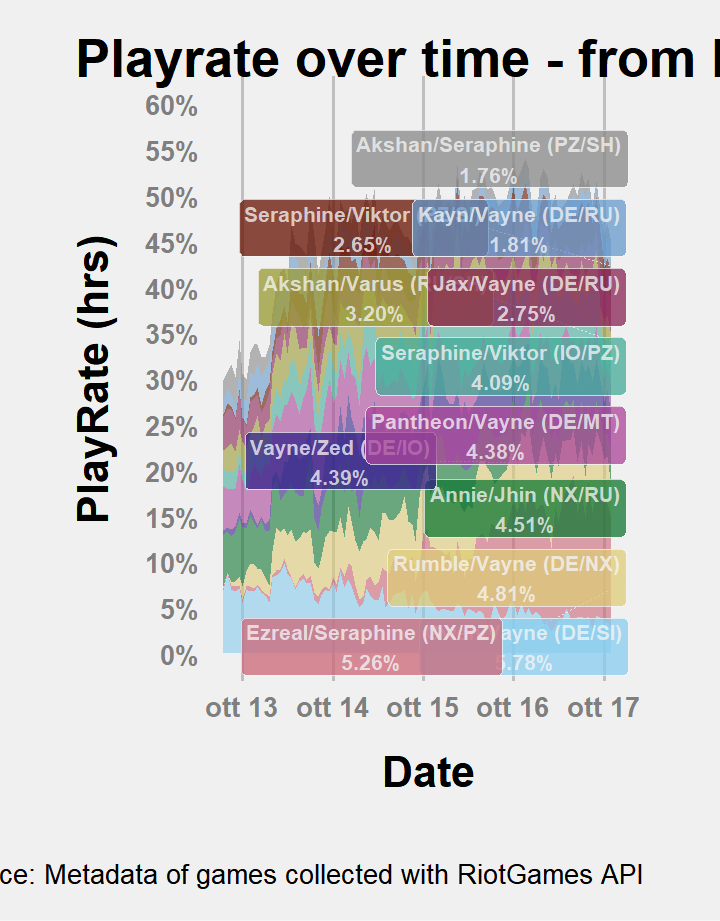 Playrate over time - from
60%
55%
50%
45%
40%
35%
30%
25%
20%
15%
10%
5%
0%
PlayRate (hrs)
Akshan/Seraphine (PZ/SH)
1.76%
Seraphine/Viktor
2.65%
Kayn/Vayne (DE/RU)
1.81%
Akshan/Varus
3.20%
Jax/Vayne (DE/RU)
2.75%
Seraphine/Viktor (IO/PZ)
4.09%
Pantheon/Vayne (DE/MT)
4.38%
Vayne/Zed (DE/IO)
4.39%
Annie/Jhin (NX/RU)
4.51%
Rumble/Vayne (DE/NX)
4.81%
Ezreal/Seraphine (NX/PZ)
5.26%
ayne (DE/SI)
5.78%
ott 13 ott 14 ott 15 ott 16 ott 17
Date
ce: Metadata of games collected with RiotGames API